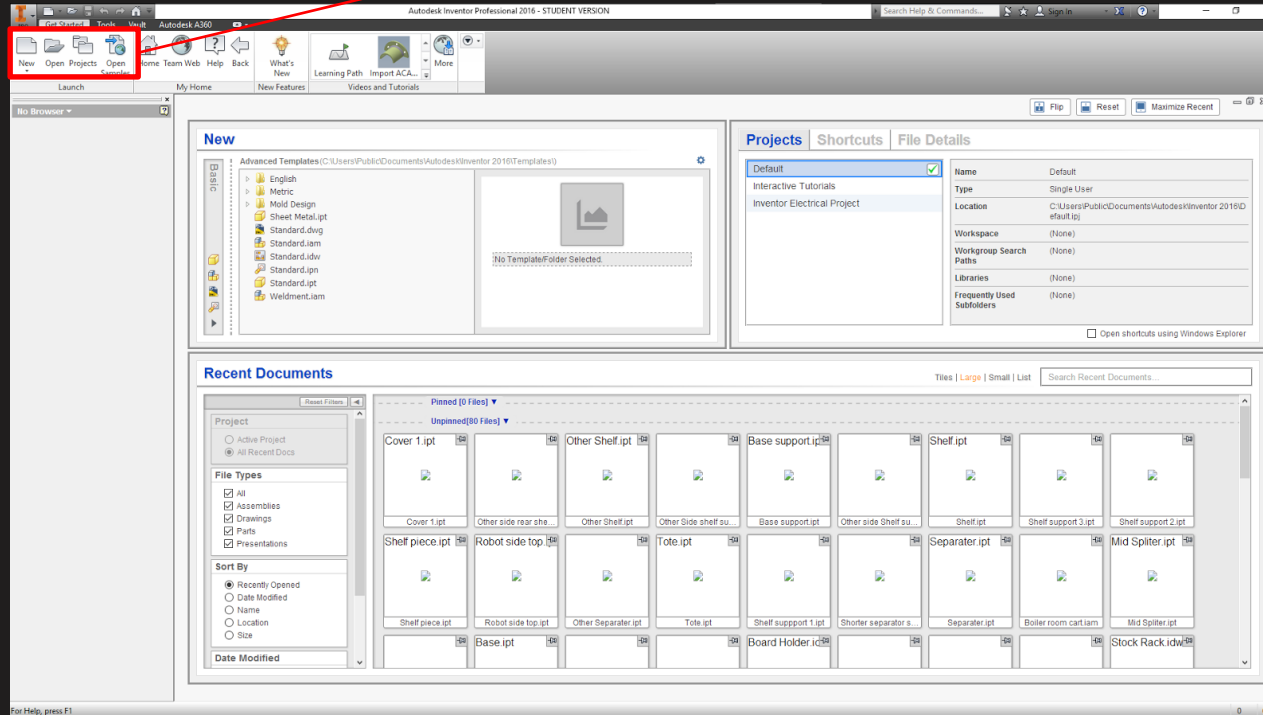 Autodesk Inventor Professional 2016 - STUDENT VERSION
Search Help & Commands...
Sign In
Get Started Tools Vault Autodesk A360
New Open Projects Open Samples Home Team Web Help Back What's New Learning Path Import ACA... More
Launch My Home New Features Videos and Tutorials
No Browser
Flip Reset Maximize Recent
New
Advanced Templates(C:\Users\Public\Documents\Autodesk\Inventor 2016\Templates\)
Basic
English
Metric
Mold Design
Sheet Metal.ipt
Standard.dwg
Standard.iam
Standard.idw
Standard.ipn
Standard.ipt
Weldment.iam
No Template/Folder Selected.
Projects Shortcuts File Details
Default
Interactive Tutorials
Inventor Electrical Project
Name Default
Type Single User
Location C:\Users\Public\Documents\Autodesk\Inventor 2016\D
efault.ipj
Workspace (None)
Workgroup Search (None)
Paths
Libraries (None)
Frequently Used (None)
Subfolders
Open shortcuts using Windows Explorer
Recent Documents
Tiles | Large | Small | List Search Recent Documents...
Reset Filters
Project
Active Project
All Recent Docs
File Types
All
Assemblies
Drawings
Parts
Presentations
Sort By
Recently Opened
Date Modified
Name
Location
Size
Date Modified
Pinned [0 Files]
Unpinned[80 Files]
Cover 1.ipt Other Shelf.ipt Base support.ip Shelf.ipt
Cover 1.ipt Other side rear she... Other Shelf.ipt Other Side shelf su... Base support.ipt Other side Shelf su... Shelf.ipt Shelf support 3.ipt Shelf support 2.ipt
Shelf piece.ipt Robot side top. Tote.ipt Separater.ipt Mid Spliter.ipt
Shelf piece.ipt Robot side top.ipt Other Separater.ipt Tote.ipt Shelf suppport 1.ipt Shorter separator s... Separater.ipt Boiler room cart.iam Mid Spliter.ipt
Base.ipt Board Holder.id Stock Rack.idw
For Help, press F1
0